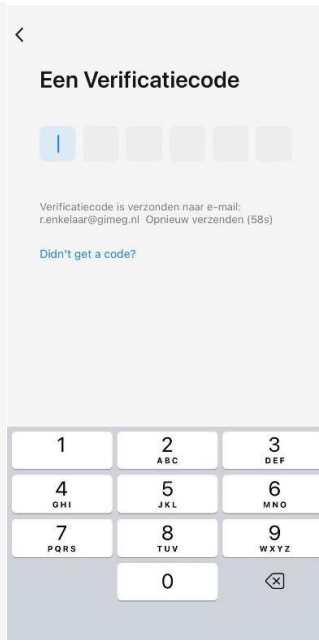 Een Verificatiecode
Verificatiecode is verzonden naar e-mail:
r.enkelaar@gimeg.nl Opnieuw verzenden (58s)
Didn't get a code?
1 2 3
ABC DEF
4 5 6
GHI JKL MNO
7 8 9
PQRS TUV WXYZ
0